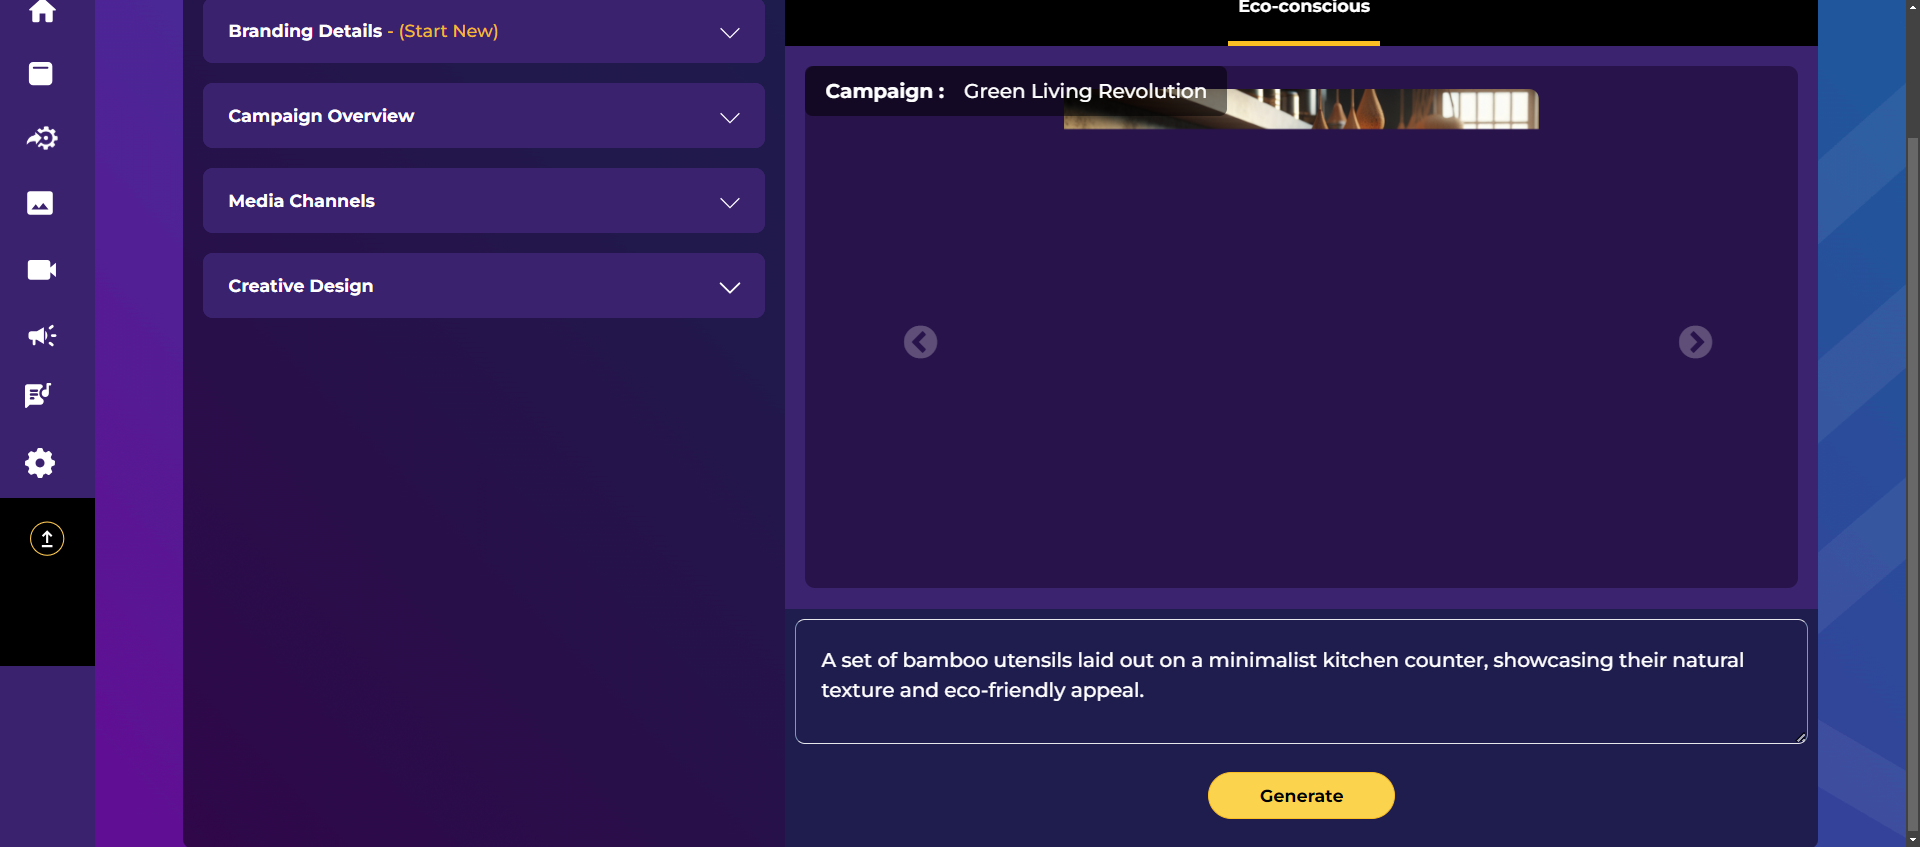 Branding Details - (Start New)
Campaign Overview
Media Channels
Creative Design
Eco-conscious
Campaign : Green Living Revolution
A set of bamboo utensils laid out on a minimalist kitchen counter, showcasing their natural
texture and eco-friendly appeal.
Generate